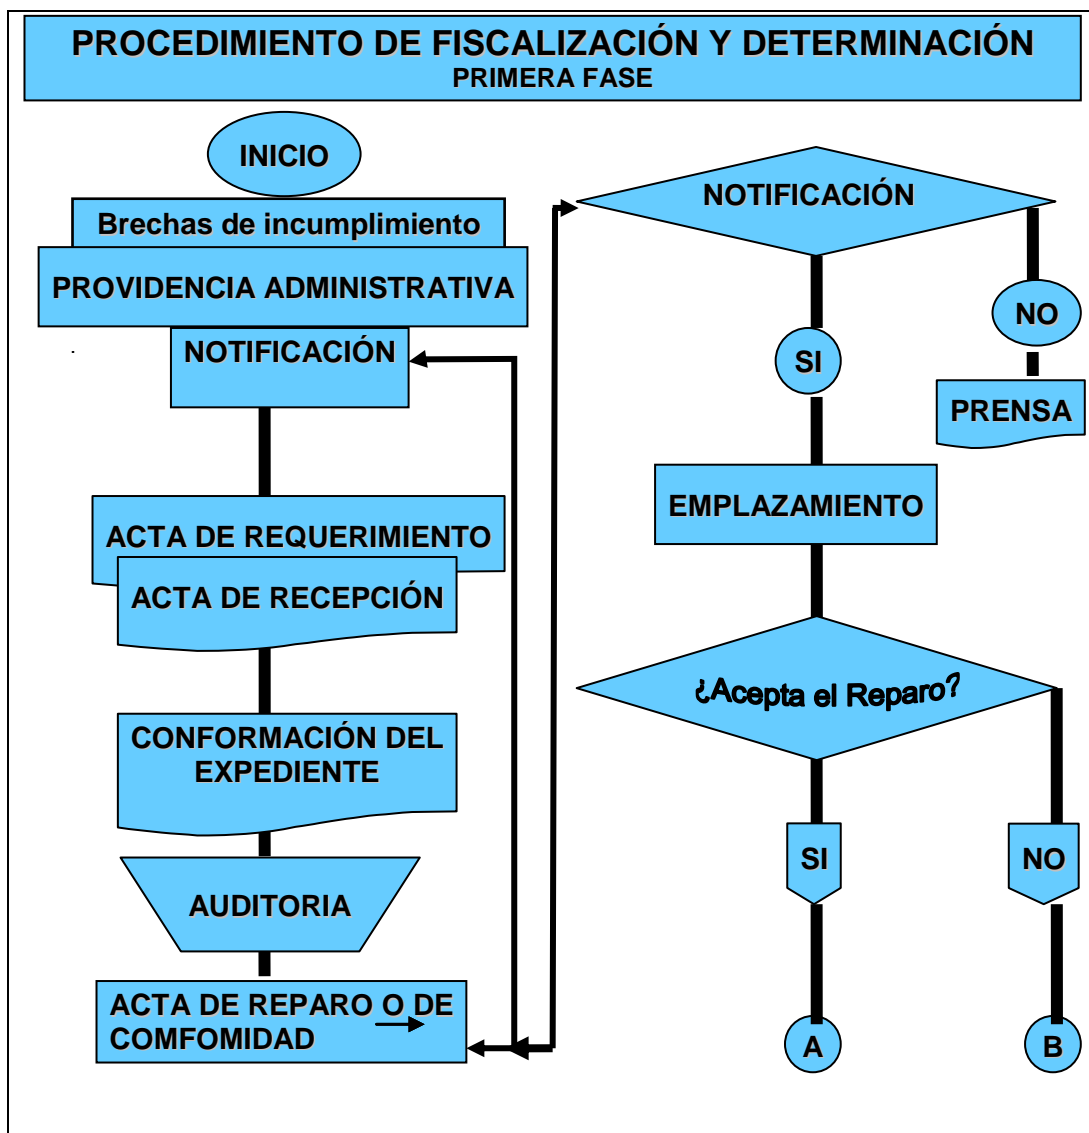 PROCEDIMIENTO DE FISCALIZACIÓN Y DETERMINACIÓN
PRIMERA FASE
INICIO
Brechas de incumplimiento
PROVIDENCIA ADMINISTRATIVA
NOTIFICACIÓN
ACTA DE REQUERIMIENTO
ACTA DE RECEPCIÓN
CONFORMACIÓN DEL
EXPEDIENTE
AUDITORIA
ACTA DE REPARO O DE
COMFOMIDAD
NOTIFICACIÓN
NO
SI
PRENSA
EMPLAZAMIENTO
¿Acepta el Reparo?
SI
NO
A
B